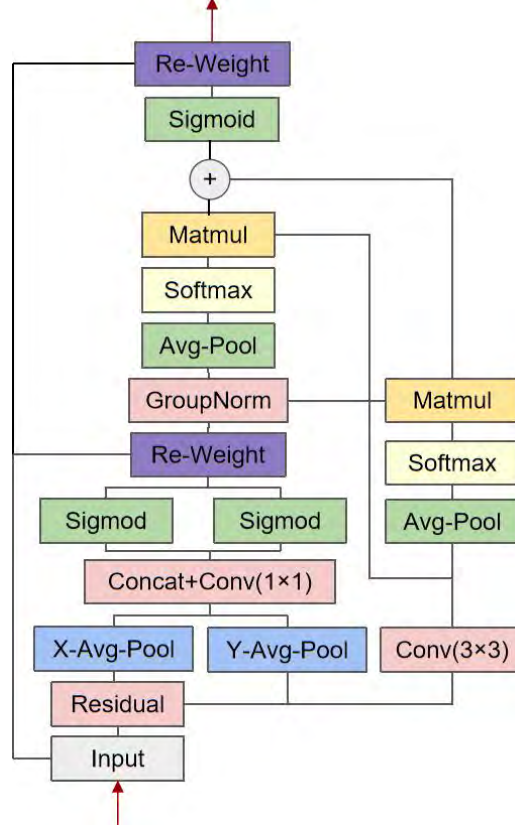 Re-Weight
Sigmoid
+
Matmul
Softmax
Avg-Pool
GroupNorm
Matmul
Re-Weight
Softmax
Sigmod
Sigmod
Avg-Pool
Concat+Conv(1×1)
X-Avg-Pool
Y-Avg-Pool
Conv(3×3)
Residual
Input